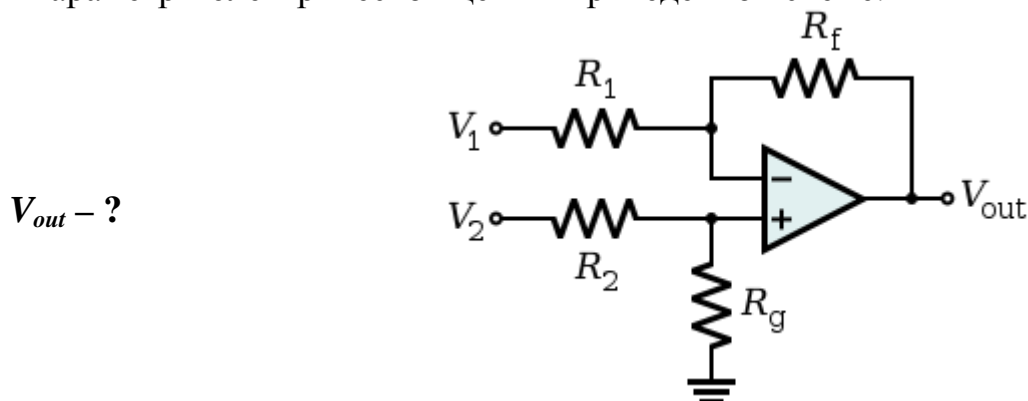 R_f
R_1
V_1
V_out
V_out – ?
V_2
R_2
R_g